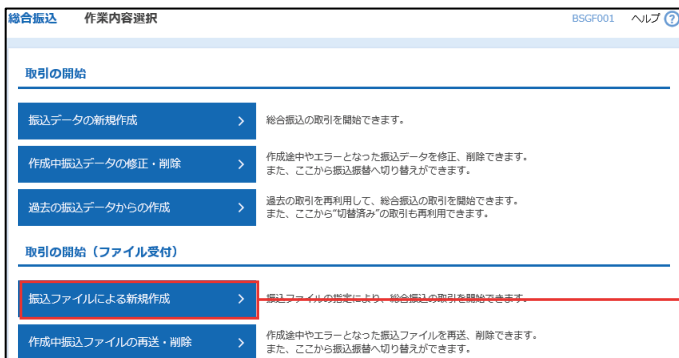 総合振込 作業内容選択 BSGF001 ヘルプ ?
取引の開始
振込データの新規作成 > 総合振込の取引を開始できます。
作成中振込データの修正・削除 > 作成途中やエラーとなった振込データを修正、削除できます。
また、ここから振込振替へ切り替えができます。
過去の振込データからの作成 > 過去の取引を再利用して、総合振込の取引を開始できます。
また、ここから"切替済み"の取引も再利用できます。
取引の開始(ファイル受付)
振込ファイルによる新規作成 > 振込ファイルの指定により、総合振込の取引を開始できます。
作成中振込ファイルの再送・削除 > 作成途中やエラーとなった振込ファイルを再送、削除できます。
また、ここから振込振替へ切り替えができます。